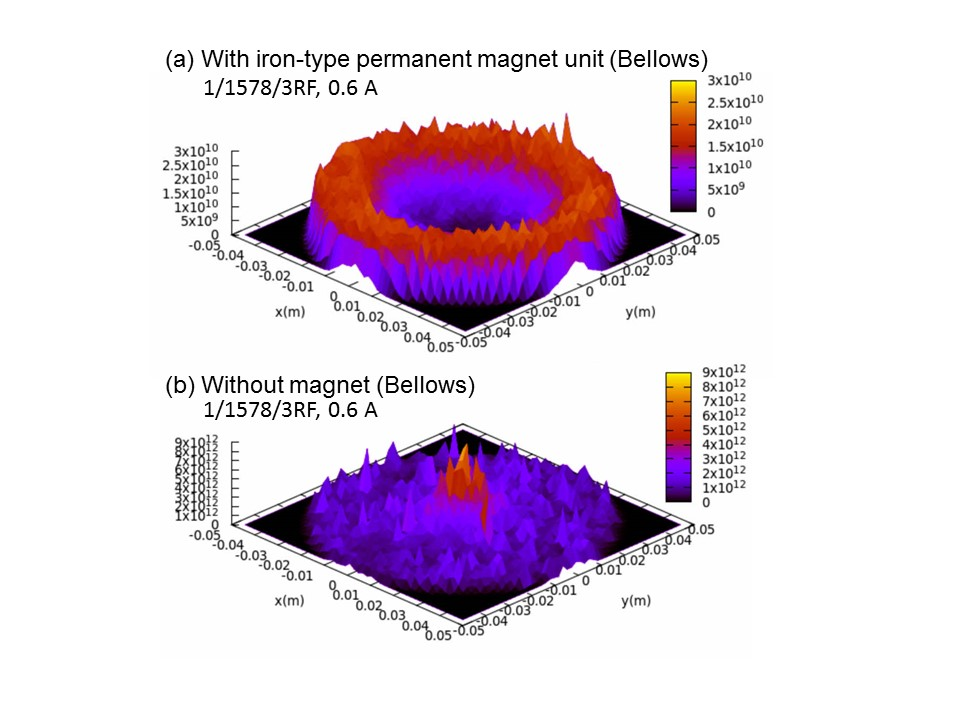 (a) With iron-type permanent magnet unit (Bellows)
1/1578/3RF, 0.6 A
3x10^10
2.5x10^10
2x10^10
1.5x10^10
1x10^10
5x10^9
0
3x10^10
2.5x10^10
2x10^10
1.5x10^10
1x10^10
5x10^9
0
-0.05
-0.04
-0.03
-0.02
-0.01
0
0.01
0.02
0.03
0.04
0.05
x(m)
-0.05
-0.04
-0.03
-0.02
-0.01
0
0.01
0.02
0.03
0.04
0.05
y(m)
(b) Without magnet (Bellows)
1/1578/3RF, 0.6 A
9x10^12
8x10^12
7x10^12
6x10^12
5x10^12
4x10^12
3x10^12
2x10^12
1x10^12
0
9x10^12
8x10^12
7x10^12
6x10^12
5x10^12
4x10^12
3x10^12
2x10^12
1x10^12
0
-0.05
-0.04
-0.03
-0.02
-0.01
0
0.01
0.02
0.03
0.04
0.05
x(m)
-0.05
-0.04
-0.03
-0.02
-0.01
0
0.01
0.02
0.03
0.04
0.05
y(m)